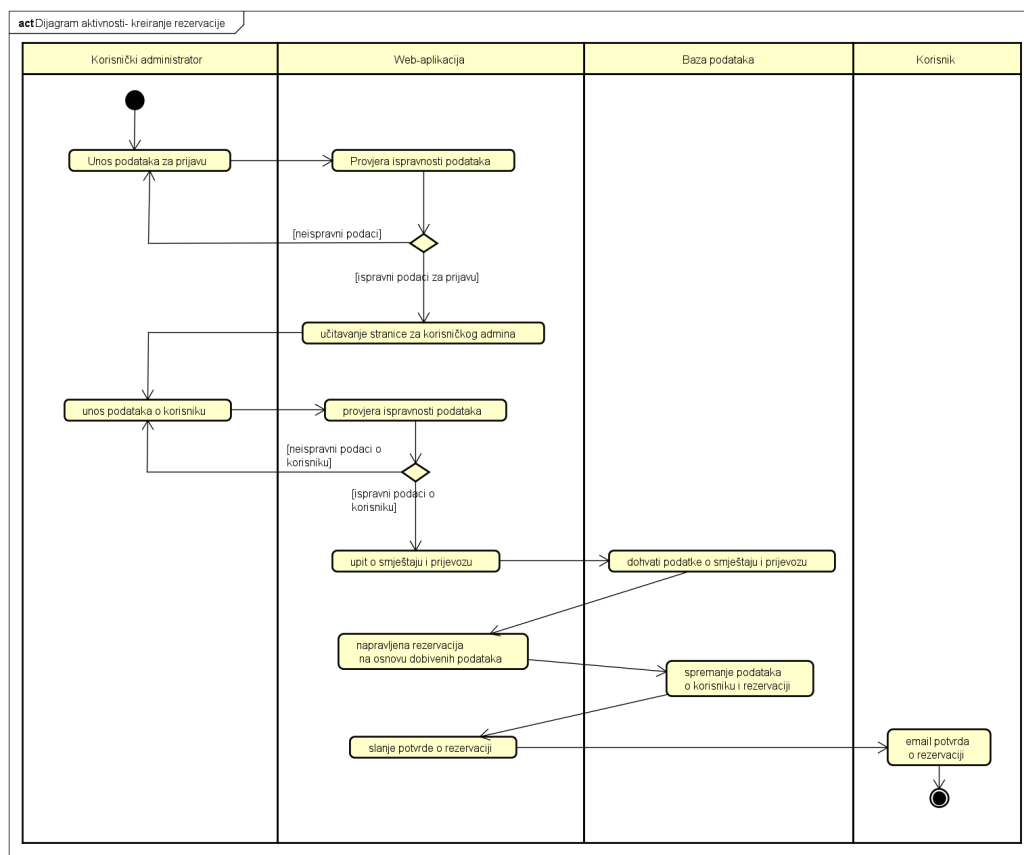 act Dijagram aktivnosti- kreiranje rezervacije
Korisnički administrator
Web-aplikacija
Baza podataka
Korisnik
Unos podataka za prijavu
Provjera ispravnosti podataka
[neispravni podaci]
[ispravni podaci za prijavu]
učitavanje stranice za korisničkog admina
unos podataka o korisniku
provjera ispravnosti podataka
[neispravni podaci o
korisniku]
[ispravni podaci o
korisniku]
upit o smještaju i prijevozu
dohvati podatke o smještaju i prijevozu
napravljena rezervacija
na osnovu dobivenih podataka
spremanje podataka
o korisniku i rezervaciji
slanje potvrde o rezervaciji
email potvrda
o rezervaciji